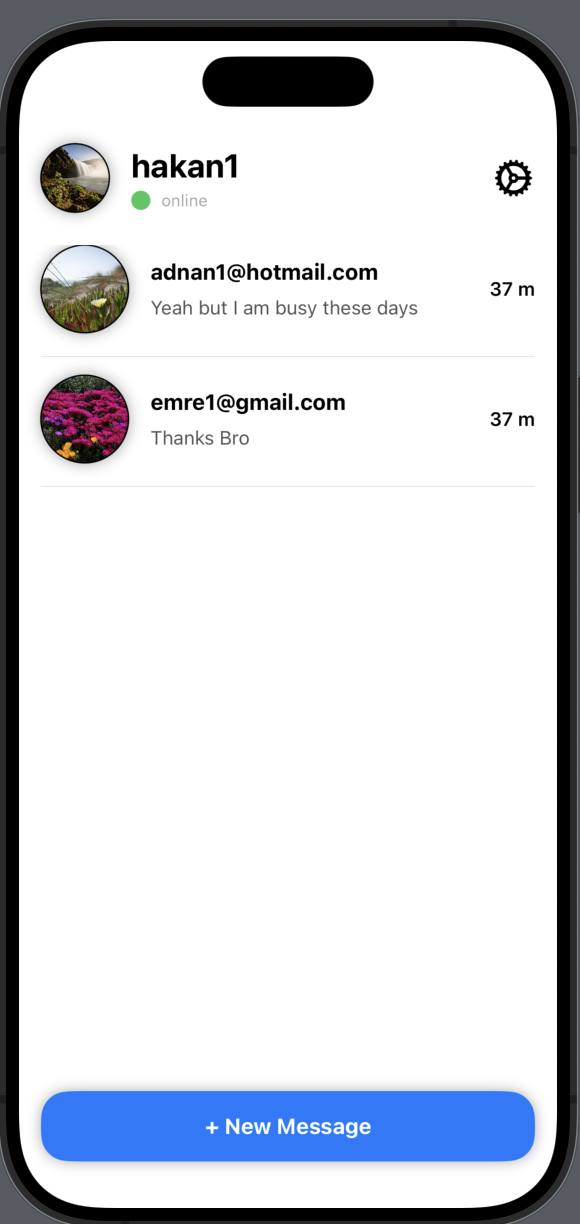 hakan1
online
adnan1@hotmail.com
Yeah but I am busy these days
37 m
emre1@gmail.com
Thanks Bro
37 m
+ New Message